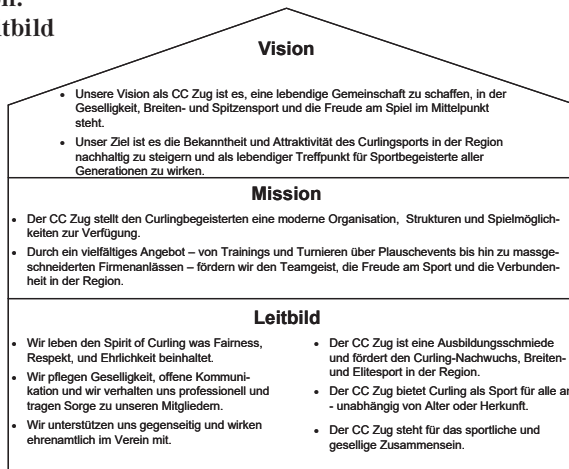 tbild
Vision
• Unsere Vision als CC Zug ist es, eine lebendige Gemeinschaft zu schaffen, in der
Geselligkeit, Breiten- und Spitzensport und die Freude am Spiel im Mittelpunkt
steht.
• Unser Ziel ist es die Bekanntheit und Attraktivität des Curlingsports in der Region
nachhaltig zu steigern und als lebendiger Treffpunkt für Sportbegeisterte aller
Generationen zu wirken.
Mission
• Der CC Zug stellt den Curlingbegeisterten eine moderne Organisation, Strukturen und Spielmöglich-
keiten zur Verfügung.
• Durch ein vielfältiges Angebot – von Trainings und Turnieren über Plauschevents bis hin zu massge-
schneiderten Firmenanlässen – fördern wir den Teamgeist, die Freude am Sport und die Verbunden-
heit in der Region.
Leitbild
• Wir leben den Spirit of Curling was Fairness,
Respekt, und Ehrlichkeit beinhaltet.
• Wir pflegen Geselligkeit, offene Kommuni-
kation und wir verhalten uns professionell und
tragen Sorge zu unseren Mitgliedern.
• Wir unterstützen uns gegenseitig und wirken
ehrenamtlich im Verein mit.
• Der CC Zug ist eine Ausbildungsschmiede
und fördert den Curling-Nachwuchs, Breiten-
und Elitesport in der Region.
• Der CC Zug bietet Curling als Sport für alle an
- unabhängig von Alter oder Herkunft.
• Der CC Zug steht für das sportliche und
gesellige Zusammensein.